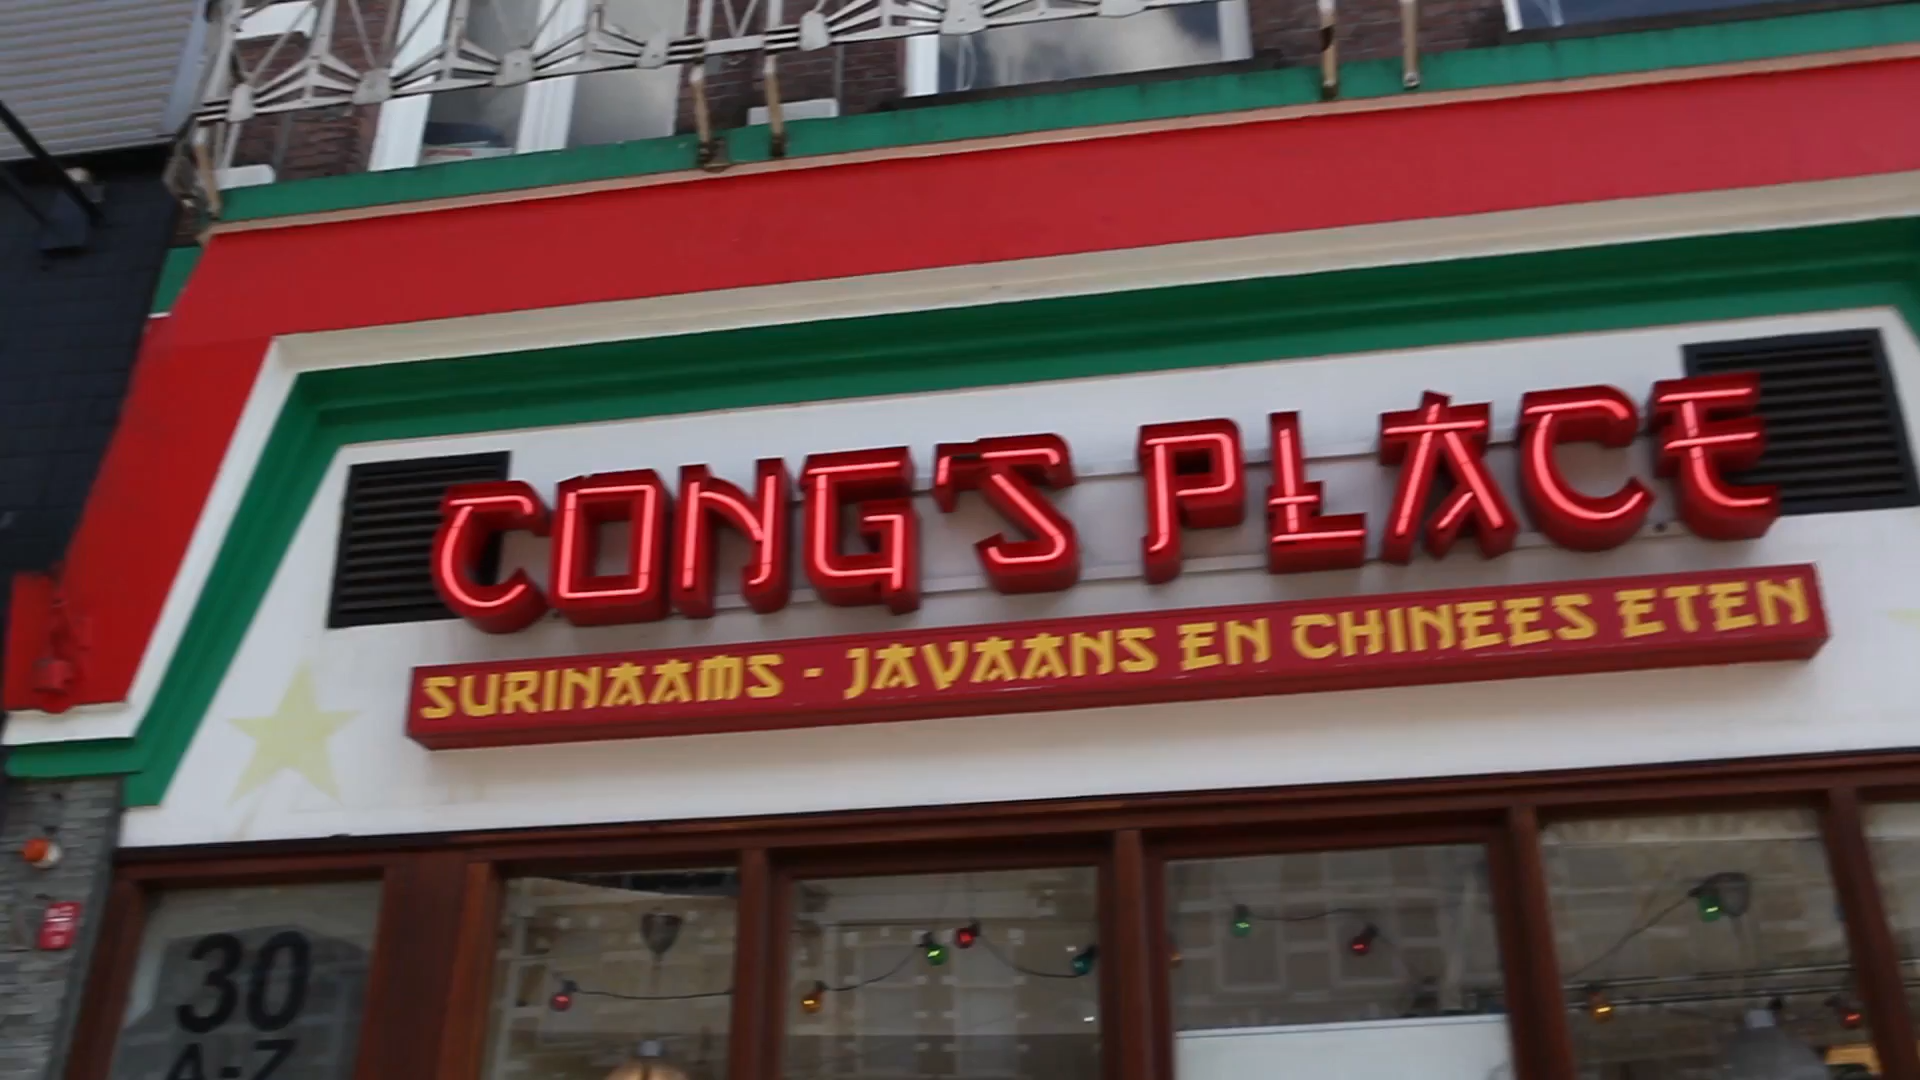 CONG'S PLACE
SURINAAMS - JAVAANS EN CHINEES ETEN
30
A-Z